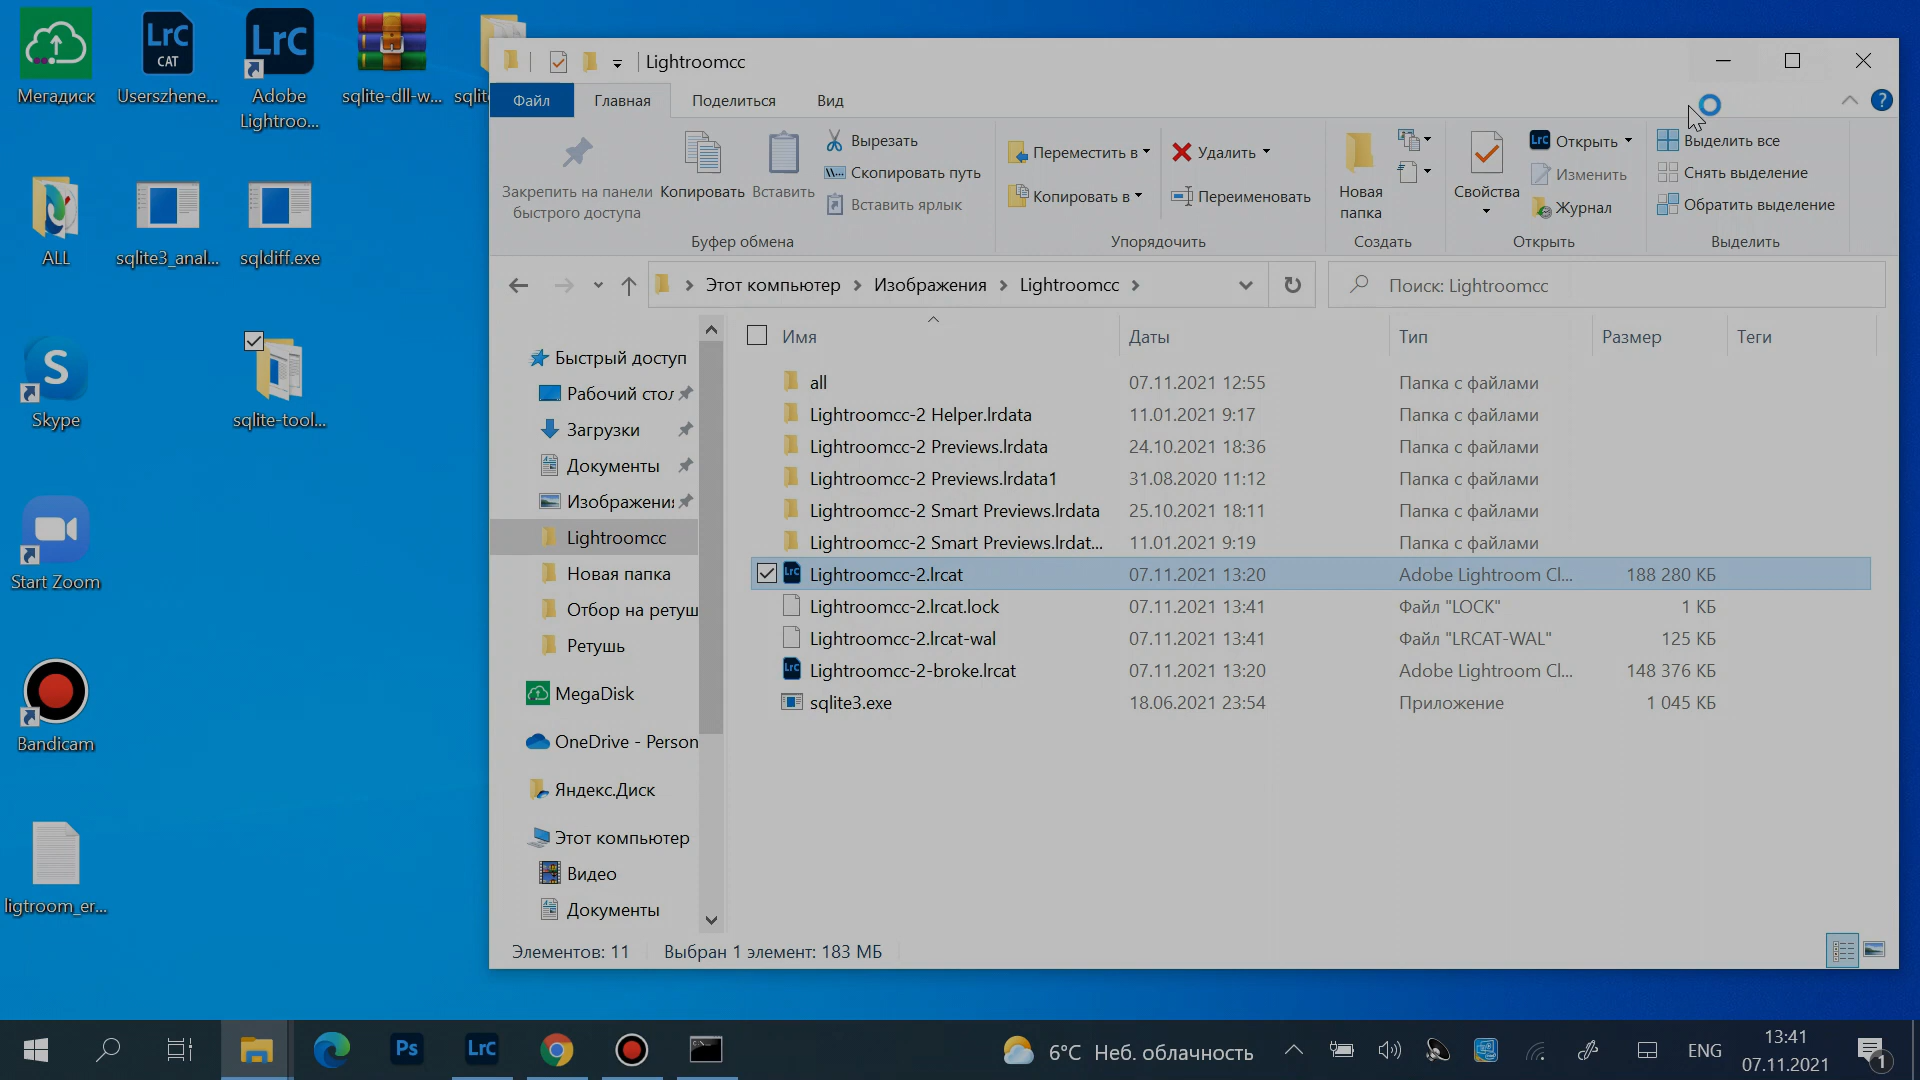 Мегадиск
LrC
CAT
Userszhene...
LrC
Adobe
Lightroo...
sqlite-dll-w...
ALL
sqlite3_anal...
sqldiff.exe
S
Skype
sqlite-tool...
Start Zoom
Bandicam
ligtroom_er...
Lightroomcc
Файл
Главная
Поделиться
Вид
?
Закрепить на панели
быстрого доступа
Копировать
Вставить
Вырезать
Скопировать путь
Вставить ярлык
Буфер обмена
Переместить в
Копировать в
Удалить
Переименовать
Упорядочить
Новая
папка
Создать
Свойства
LrC
Открыть
Изменить
Журнал
Открыть
Выделить все
Снять выделение
Обратить выделение
Выделить
Этот компьютер
Изображения
Lightroomcc
Поиск: Lightroomcc
Быстрый доступ
Рабочий стол
Загрузки
Документы
Изображения
Lightroomcc
Новая папка
Отбор на ретуш
Ретушь
MegaDisk
OneDrive - Person
Яндекс.Диск
Этот компьютер
Видео
Документы
Имя Даты Тип Размер Теги
all 07.11.2021 12:55 Папка с файлами
Lightroomcc-2 Helper.lrdata 11.01.2021 9:17 Папка с файлами
Lightroomcc-2 Previews.lrdata 24.10.2021 18:36 Папка с файлами
Lightroomcc-2 Previews.lrdata1 31.08.2020 11:12 Папка с файлами
Lightroomcc-2 Smart Previews.lrdata 25.10.2021 18:11 Папка с файлами
Lightroomcc-2 Smart Previews.lrdat... 11.01.2021 9:19 Папка с файлами
LrC Lightroomcc-2.lrcat 07.11.2021 13:20 Adobe Lightroom Cl... 188 280 КБ
Lightroomcc-2.lrcat.lock 07.11.2021 13:41 Файл "LOCK" 1 КБ
Lightroomcc-2.lrcat-wal 07.11.2021 13:41 Файл "LRCAT-WAL" 125 КБ
LrC Lightroomcc-2-broke.lrcat 07.11.2021 13:20 Adobe Lightroom Cl... 148 376 КБ
sqlite3.exe 18.06.2021 23:54 Приложение 1 045 КБ
Элементов: 11
Выбран 1 элемент: 183 МБ
Ps
LrC
6°C Неб. облачность
ENG
13:41
07.11.2021
1